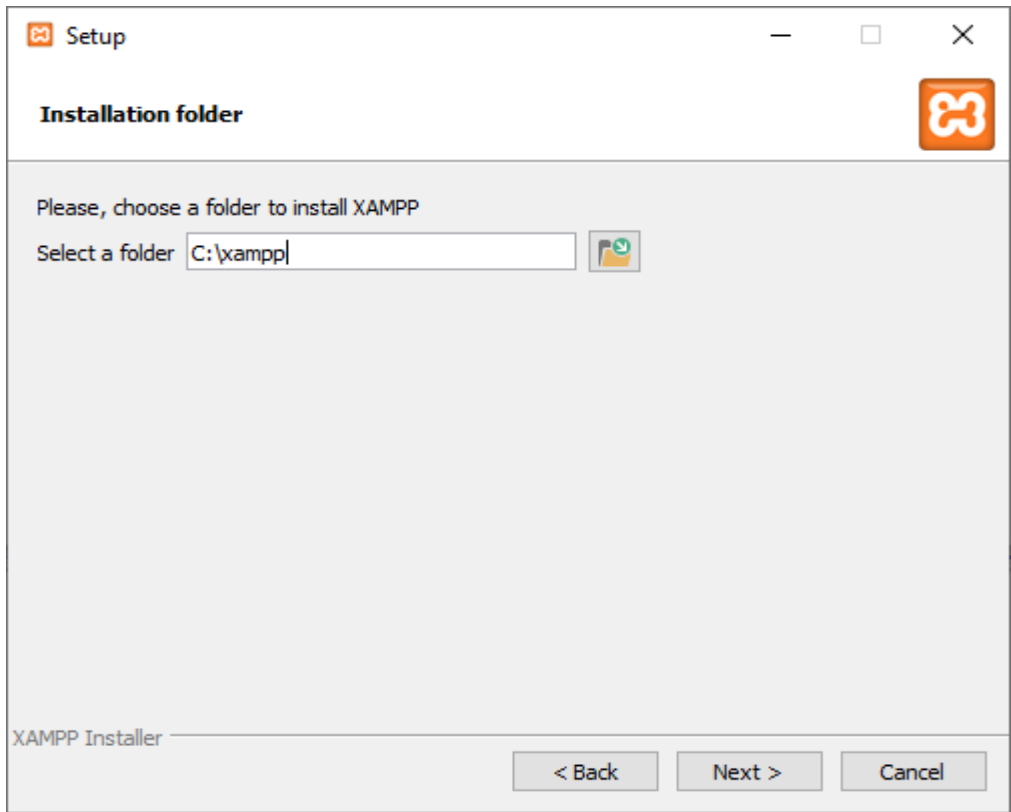 Setup
Installation folder
Please, choose a folder to install XAMPP
Select a folder C:\xampp
XAMPP Installer
< Back Next > Cancel